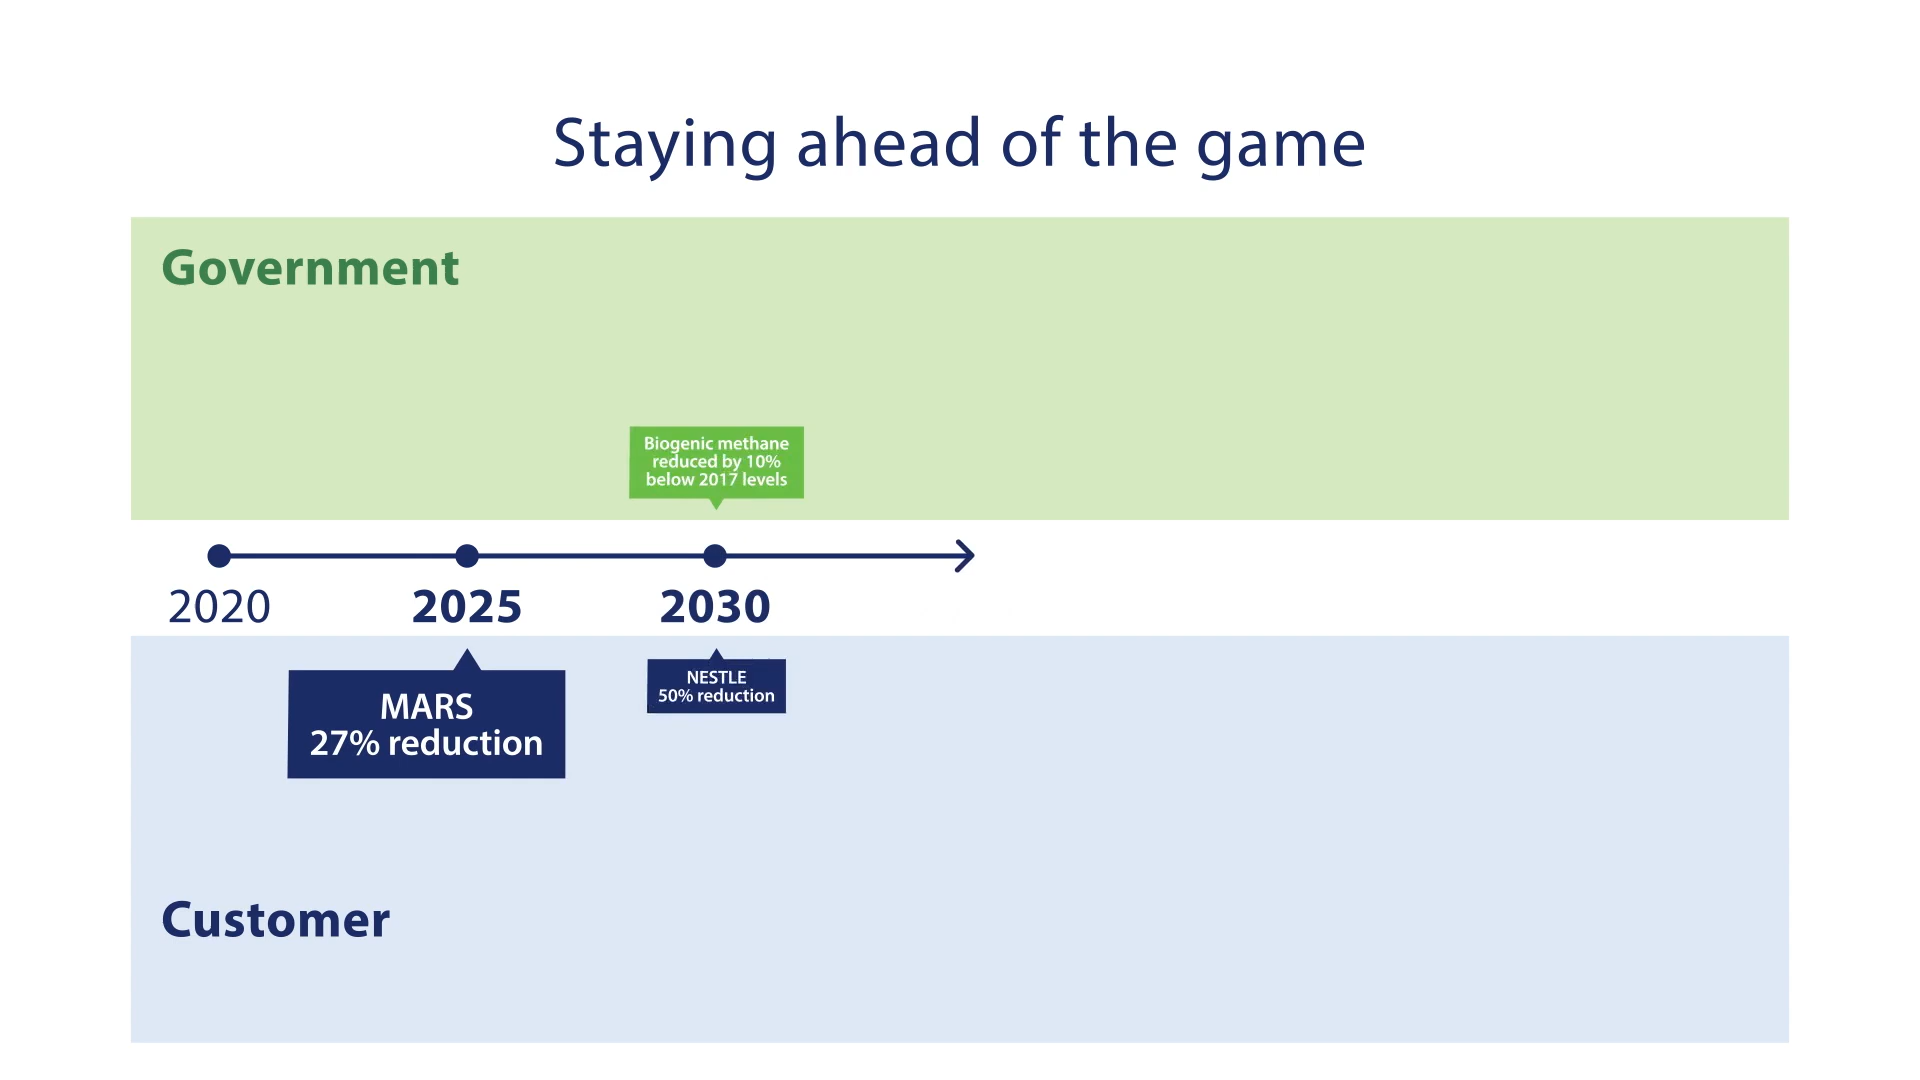 Staying ahead of the game
Government
Biogenic methane
reduced by 10%
below 2017 levels
2020
2025
2030
MARS
27% reduction
NESTLE
50% reduction
Customer